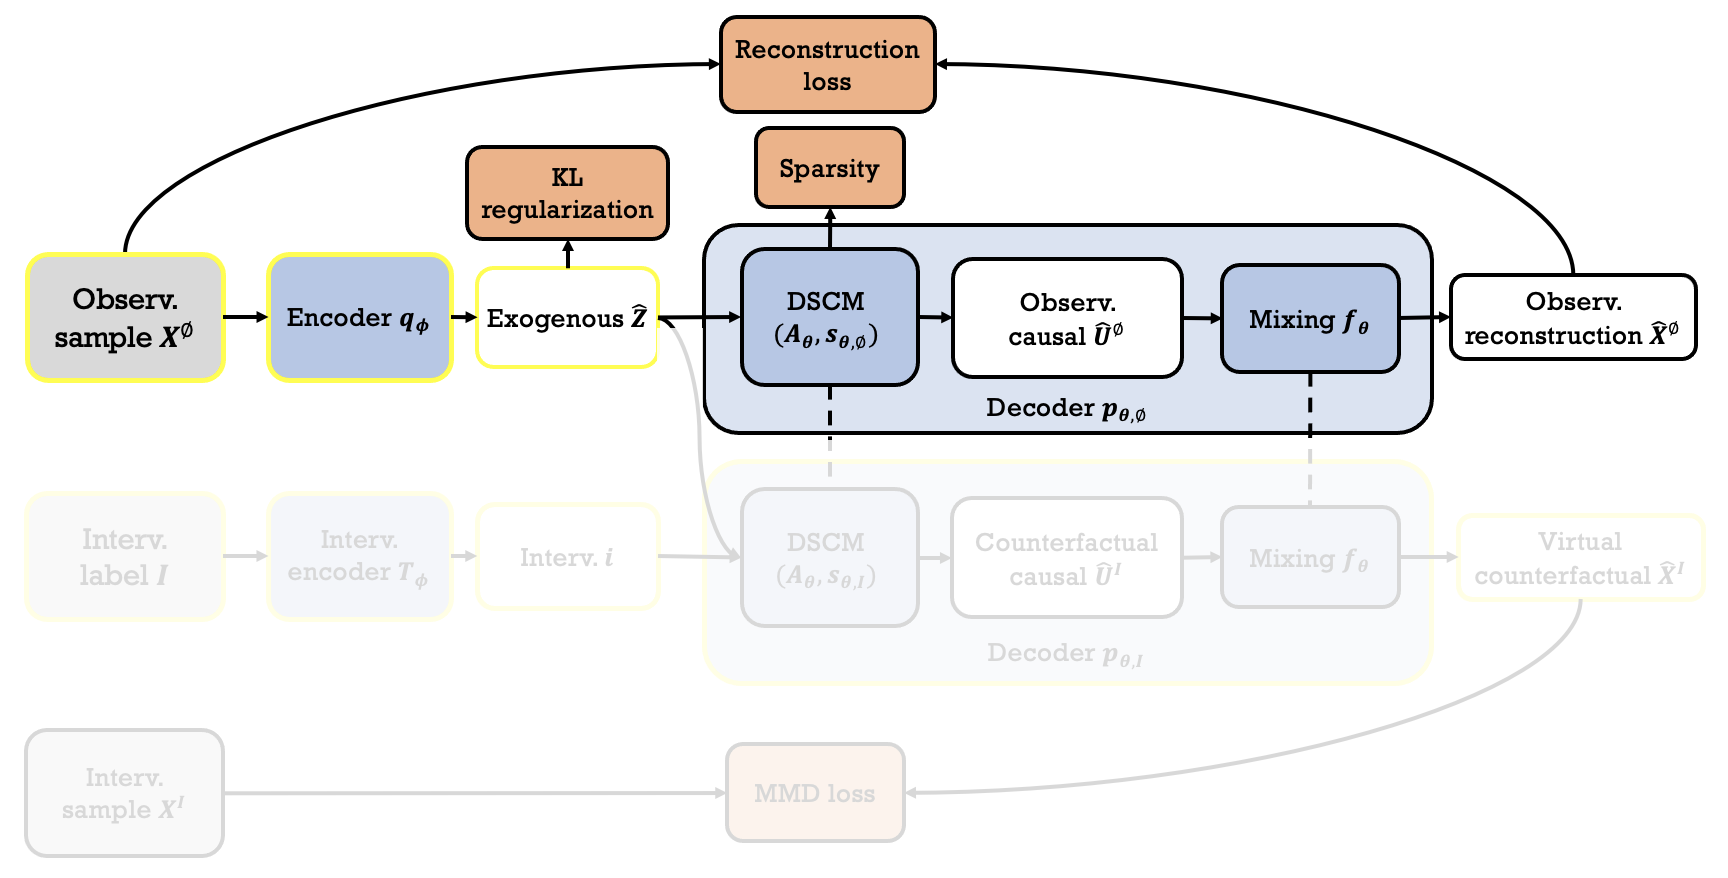 Reconstruction
loss
KL
regularization
Sparsity
Observ.
sample X^∅
Encoder q_ϕ
Exogenous Ẑ
DSCM
(A_θ, s_θ,∅)
Observ.
causal Û^∅
Mixing f_θ
Observ.
reconstruction X̂^∅
Decoder p_θ,∅
Interv.
label I
Interv.
encoder T_ϕ
Interv. i
DSCM
(A_θ, s_θ,I)
Counterfactual
causal Û^I
Mixing f_θ
Virtual
counterfactual X̂^I
Decoder p_θ,I
Interv.
sample X^I
MMD loss